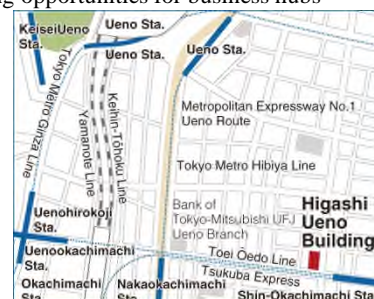 g opportunities for business hubs
KeiseiUeno
Sta.
Ueno Sta.
Ueno Sta.
Ueno Sta.
Tokyo Metro Ginza Line
Yamanote Line
Keihin-Tōhoku Line
Metropolitan Expressway No.1
Ueno Route
Tokyo Metro Hibiya Line
Bank of
Tokyo-Mitsubishi UFJ
Ueno Branch
Higashi
Ueno
Building
Uenohirokoji
Sta.
Uenookachimachi
Sta.
Toei Ōedo Line
Tsukuba Express
Okachimachi
Sta.
Nakaokachimachi
Sta.
Shin-Okachimachi Sta.